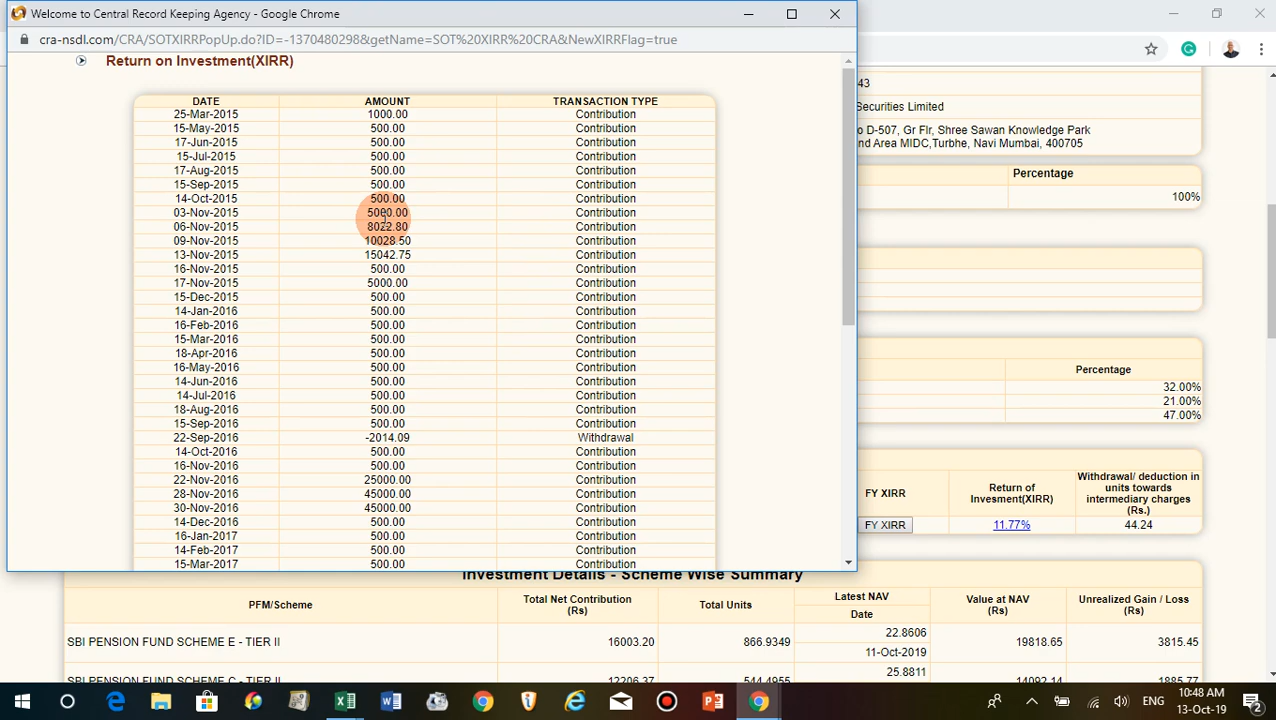 Welcome to Central Record Keeping Agency - Google Chrome
cra-nsdl.com/CRA/SOTXIRRPopUp.do?ID=-1370480298&getName=SOT%20XIRR%20CRA&NewXIRRFlag=true
Return on Investment(XIRR)
DATE AMOUNT TRANSACTION TYPE
25-Mar-2015 1000.00 Contribution
15-May-2015 500.00 Contribution
17-Jun-2015 500.00 Contribution
15-Jul-2015 500.00 Contribution
17-Aug-2015 500.00 Contribution
15-Sep-2015 500.00 Contribution
14-Oct-2015 500.00 Contribution
03-Nov-2015 5000.00 Contribution
06-Nov-2015 8022.80 Contribution
09-Nov-2015 10028.50 Contribution
13-Nov-2015 15042.75 Contribution
16-Nov-2015 500.00 Contribution
17-Nov-2015 5000.00 Contribution
15-Dec-2015 500.00 Contribution
14-Jan-2016 500.00 Contribution
16-Feb-2016 500.00 Contribution
15-Mar-2016 500.00 Contribution
18-Apr-2016 500.00 Contribution
16-May-2016 500.00 Contribution
14-Jun-2016 500.00 Contribution
14-Jul-2016 500.00 Contribution
18-Aug-2016 500.00 Contribution
15-Sep-2016 500.00 Contribution
22-Sep-2016 -2014.09 Withdrawal
14-Oct-2016 500.00 Contribution
16-Nov-2016 500.00 Contribution
22-Nov-2016 25000.00 Contribution
28-Nov-2016 45000.00 Contribution
30-Nov-2016 45000.00 Contribution
14-Dec-2016 500.00 Contribution
16-Jan-2017 500.00 Contribution
14-Feb-2017 500.00 Contribution
15-Mar-2017 500.00 Contribution
43
Securities Limited
o D-507, Gr Flr, Shree Sawan Knowledge Park
nd Area MIDC,Turbhe, Navi Mumbai, 400705
Percentage
100%
Percentage
32.00%
21.00%
47.00%
FY XIRR
Return of
Invesment(XIRR)
Withdrawal/ deduction in
units towards
intermediary charges
(Rs.)
FY XIRR 11.77% 44.24
Investment Details - Scheme Wise Summary
PFM/Scheme
Total Net Contribution
(Rs)
Total Units
Latest NAV
Date
Value at NAV
(Rs)
Unrealized Gain / Loss
(Rs)
SBI PENSION FUND SCHEME E - TIER II 16003.20 866.9349
22.8606
11-Oct-2019
19818.65 3815.45
SBI PENSION FUND SCHEME C - TIER II 12206.37 544.4955
25.8811
14092.14 1885.77
ENG
10:48 AM
13-Oct-19
2